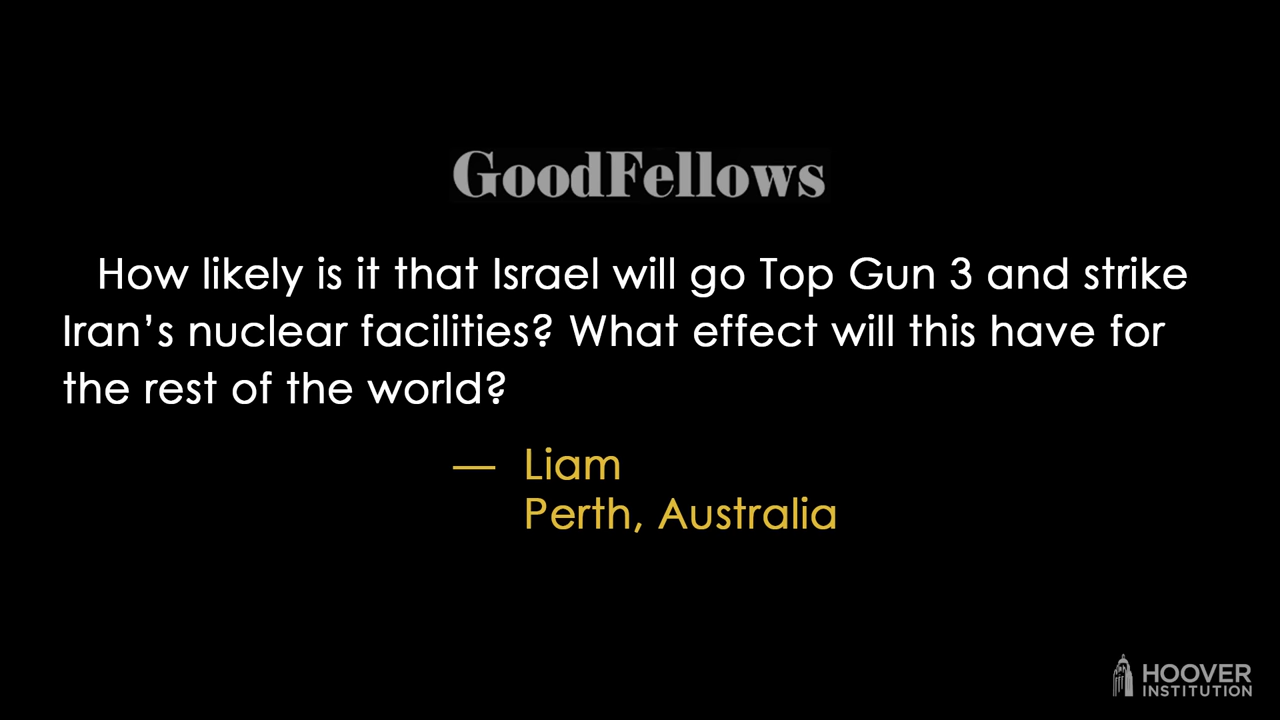 GoodFellows
How likely is it that Israel will go Top Gun 3 and strike
Iran’s nuclear facilities? What effect will this have for
the rest of the world?
— Liam
Perth, Australia
HOOVER
INSTITUTION